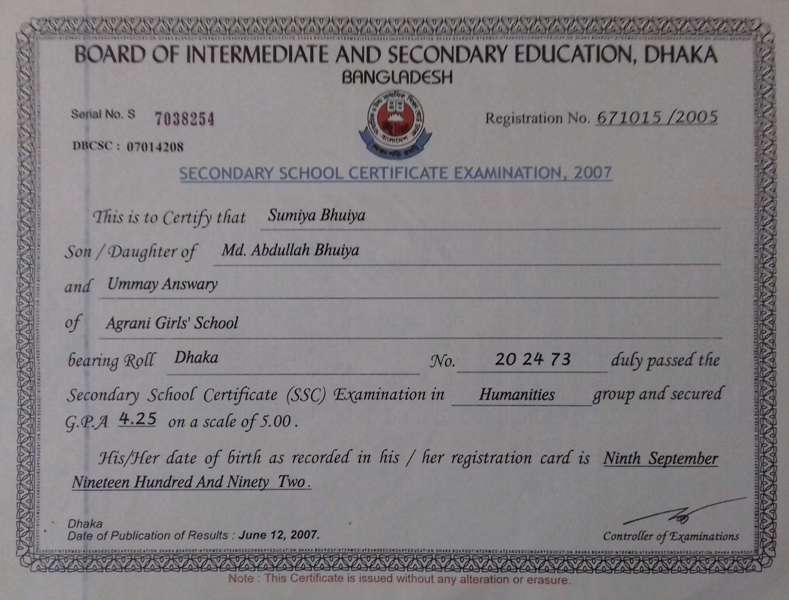 BOARD OF INTERMEDIATE AND SECONDARY EDUCATION, DHAKA
BANGLADESH
Serial No. S 7038254
Registration No. 671015 /2005
DBCSC : 07014208
SECONDARY SCHOOL CERTIFICATE EXAMINATION, 2007
This is to Certify that Sumiya Bhuiya
Son / Daughter of Md. Abdullah Bhuiya
and Ummay Answary
of Agrani Girls' School
bearing Roll Dhaka No. 20 24 73 duly passed the
Secondary School Certificate (SSC) Examination in Humanities group and secured
G.P.A 4.25 on a scale of 5.00 .
His/Her date of birth as recorded in his / her registration card is Ninth September
Nineteen Hundred And Ninety Two .
Dhaka
Date of Publication of Results : June 12, 2007.
Controller of Examinations
Note : This Certificate is issued without any alteration or erasure.